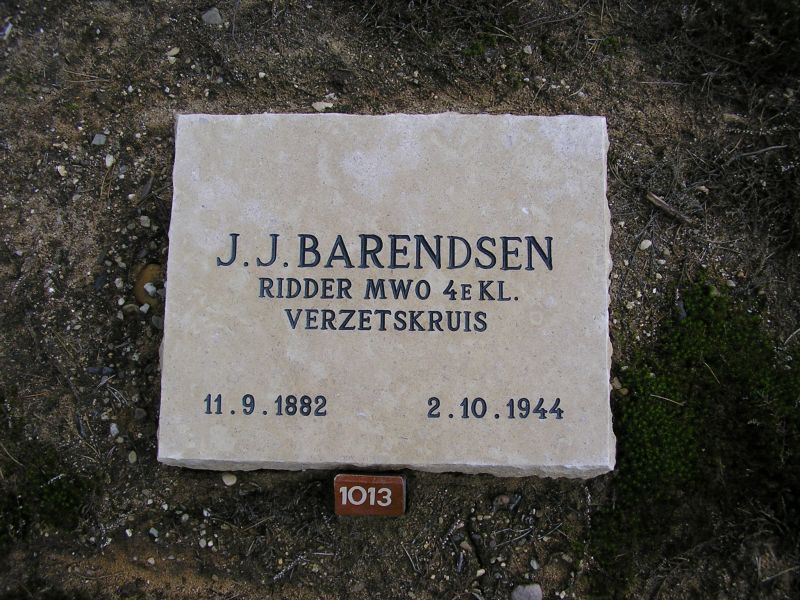 J.J. BARENDSEN
RIDDER MWO 4E KL.
VERZETSKRUIS
11.9.1882 2.10.1944
1013